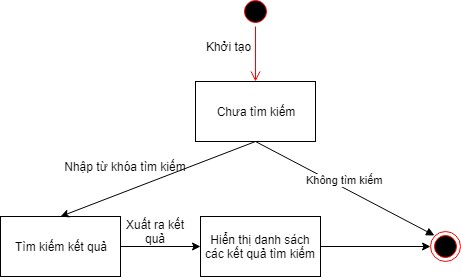 Khởi tạo
Chưa tìm kiếm
Nhập từ khóa tìm kiếm
Không tìm kiếm
Xuất ra kết
quả
Tìm kiếm kết quả
Hiển thị danh sách
các kết quả tìm kiếm